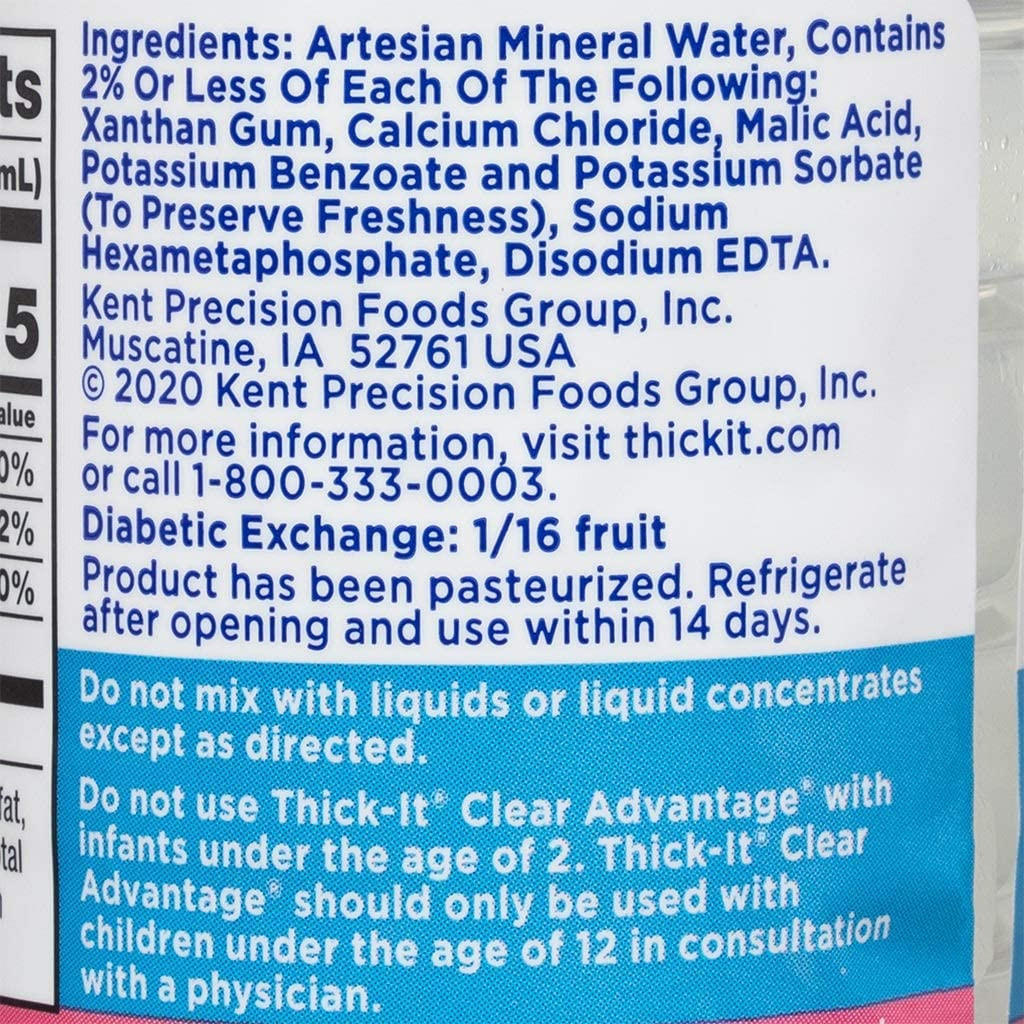 Ingredients: Artesian Mineral Water, Contains
2% Or Less Of Each Of The Following:
Xanthan Gum, Calcium Chloride, Malic Acid,
Potassium Benzoate and Potassium Sorbate
(To Preserve Freshness), Sodium
Hexametaphosphate, Disodium EDTA.
Kent Precision Foods Group, Inc.
Muscatine, IA 52761 USA
© 2020 Kent Precision Foods Group, Inc.
For more information, visit thickit.com
or call 1-800-333-0003.
Diabetic Exchange: 1/16 fruit
Product has been pasteurized. Refrigerate
after opening and use within 14 days.
Do not mix with liquids or liquid concentrates
except as directed.
Do not use Thick-It® Clear Advantage® with
infants under the age of 2. Thick-It® Clear
Advantage® should only be used with
children under the age of 12 in consultation
with a physician.
ts
mL)
5
alue
0%
2%
0%
fat,
tal